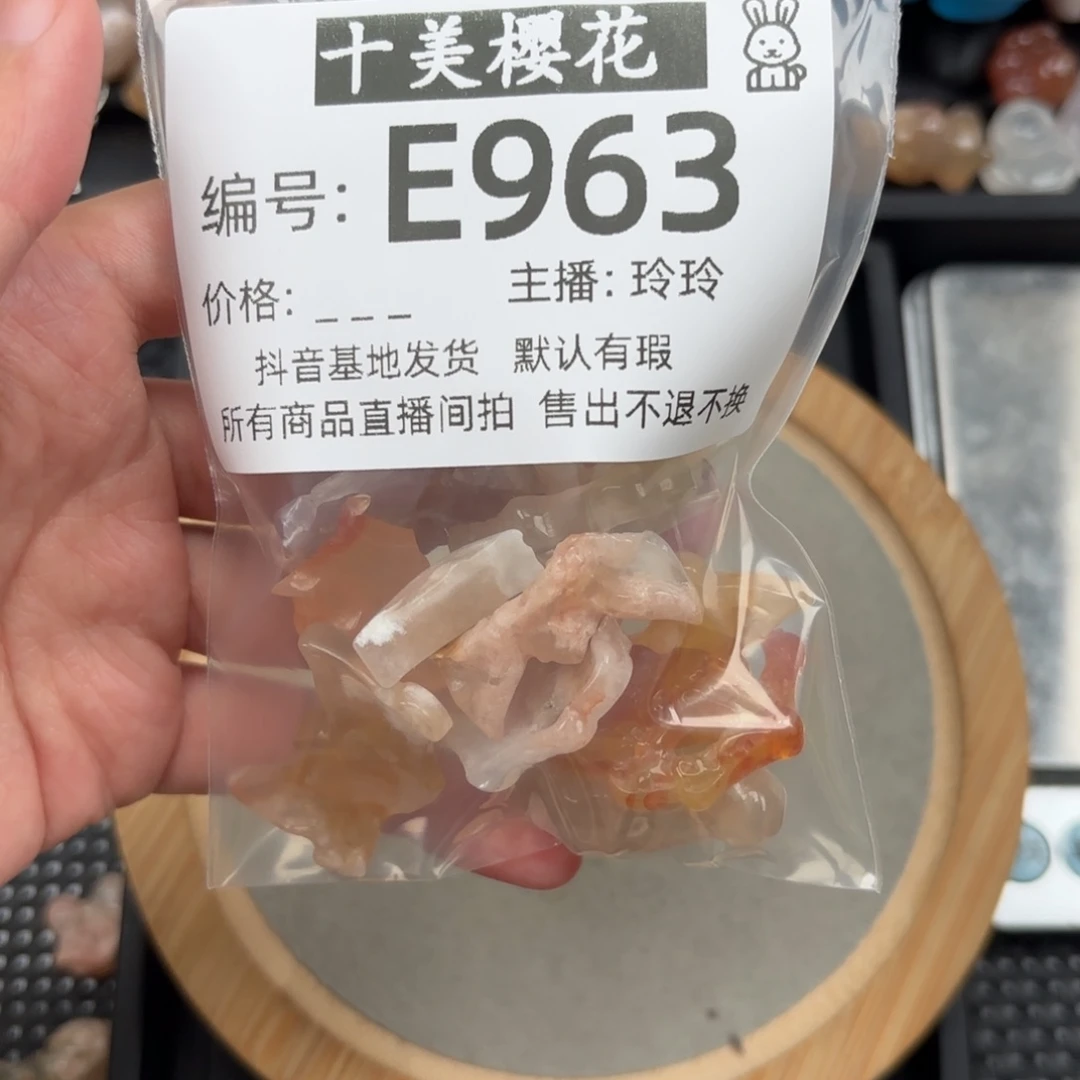 十美樱花
编号: E963
价格: _ _ _ 主播: 玲玲
抖音基地发货 默认有瑕
所有商品直播间拍 售出不退不换